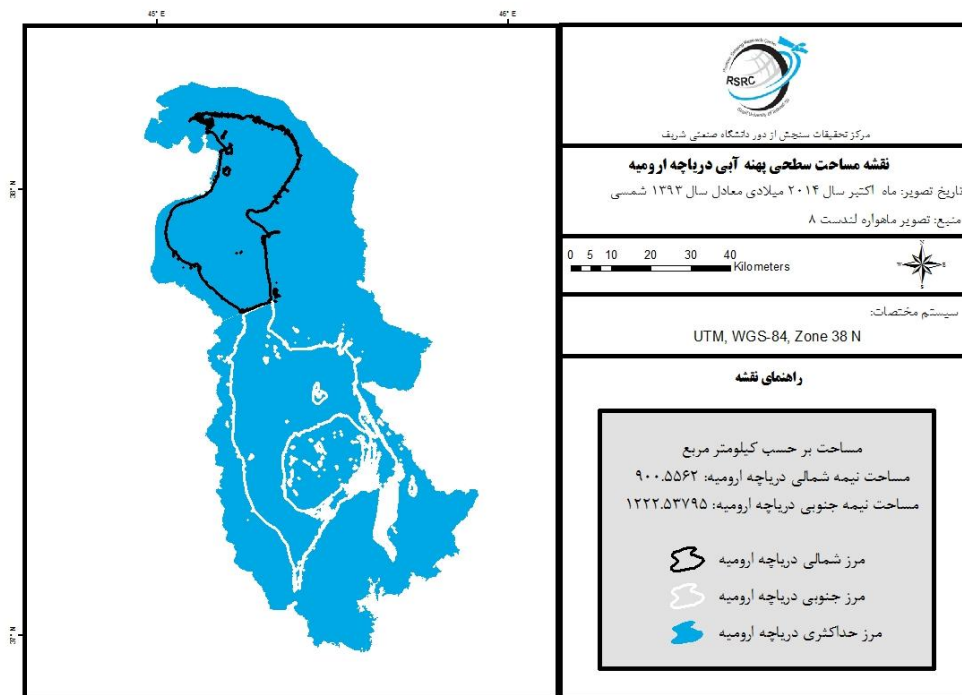 45° E
46° E
38° N
37° N
RSRC
مرکز تحقیقات سنجش از دور دانشگاه صنعتی شریف
نقشه مساحت سطحی پهنه آبی دریاچه ارومیه
تاریخ تصویر: ماه اکتبر سال ۲۰۱۴ میلادی معادل سال ۱۳۹۳ شمسی
منبع: تصویر ماهواره لندست ۸
0 5 10 20 30 40
Kilometers
N
W
E
S
سیستم مختصات:
UTM, WGS-84, Zone 38 N
راهنمای نقشه
مساحت بر حسب کیلومتر مربع
مساحت نیمه شمالی دریاچه ارومیه: ۹۰۰.۵۵۶۲
مساحت نیمه جنوبی دریاچه ارومیه: ۱۲۲۲.۵۳۷۹۵
مرز شمالی دریاچه ارومیه
مرز جنوبی دریاچه ارومیه
مرز حداکثری دریاچه ارومیه